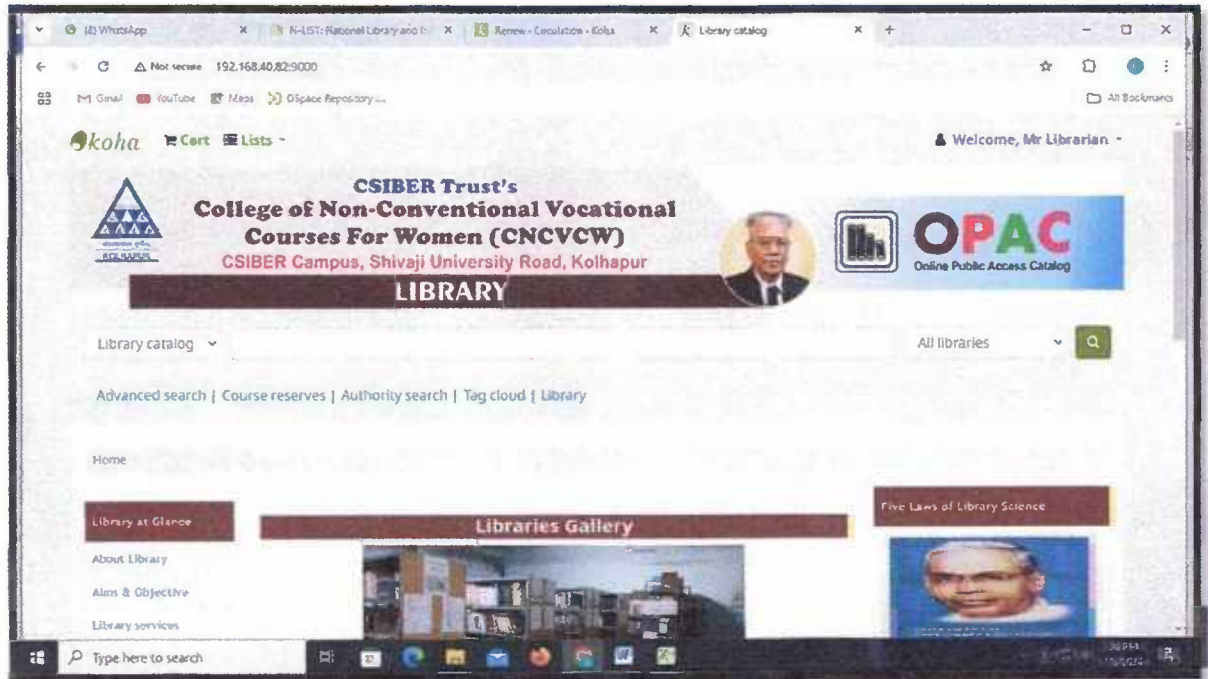 (2) WhatsApp
N-LIST: National Library and I
Renew - Circulation - Koha
Library catalog
Not secure 192.168.40.82:9000
Gmail YouTube Maps DSpace Repository ...
All Bookmarks
koha Cart Lists
Welcome, Mr Librarian
CSIBER Trust's
College of Non-Conventional Vocational
Courses For Women (CNCVCW)
CSIBER Campus, Shivaji University Road, Kolhapur
LIBRARY
KOLHAPUR
OPAC
Online Public Access Catalog
Library catalog
All libraries
Advanced search | Course reserves | Authority search | Tag cloud | Library
Home
Library at Glance
About Library
Aims & Objective
Library services
Libraries Gallery
Five Laws of Library Science
Type here to search